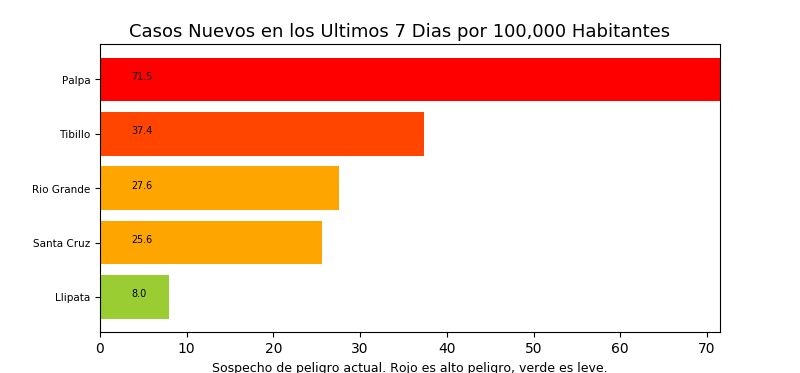 Casos Nuevos en los Ultimos 7 Dias por 100,000 Habitantes
Palpa 71.5
Tibillo 37.4
Rio Grande 27.6
Santa Cruz 25.6
Llipata 8.0
0 10 20 30 40 50 60 70
Sospecho de peligro actual. Rojo es alto peligro, verde es leve.